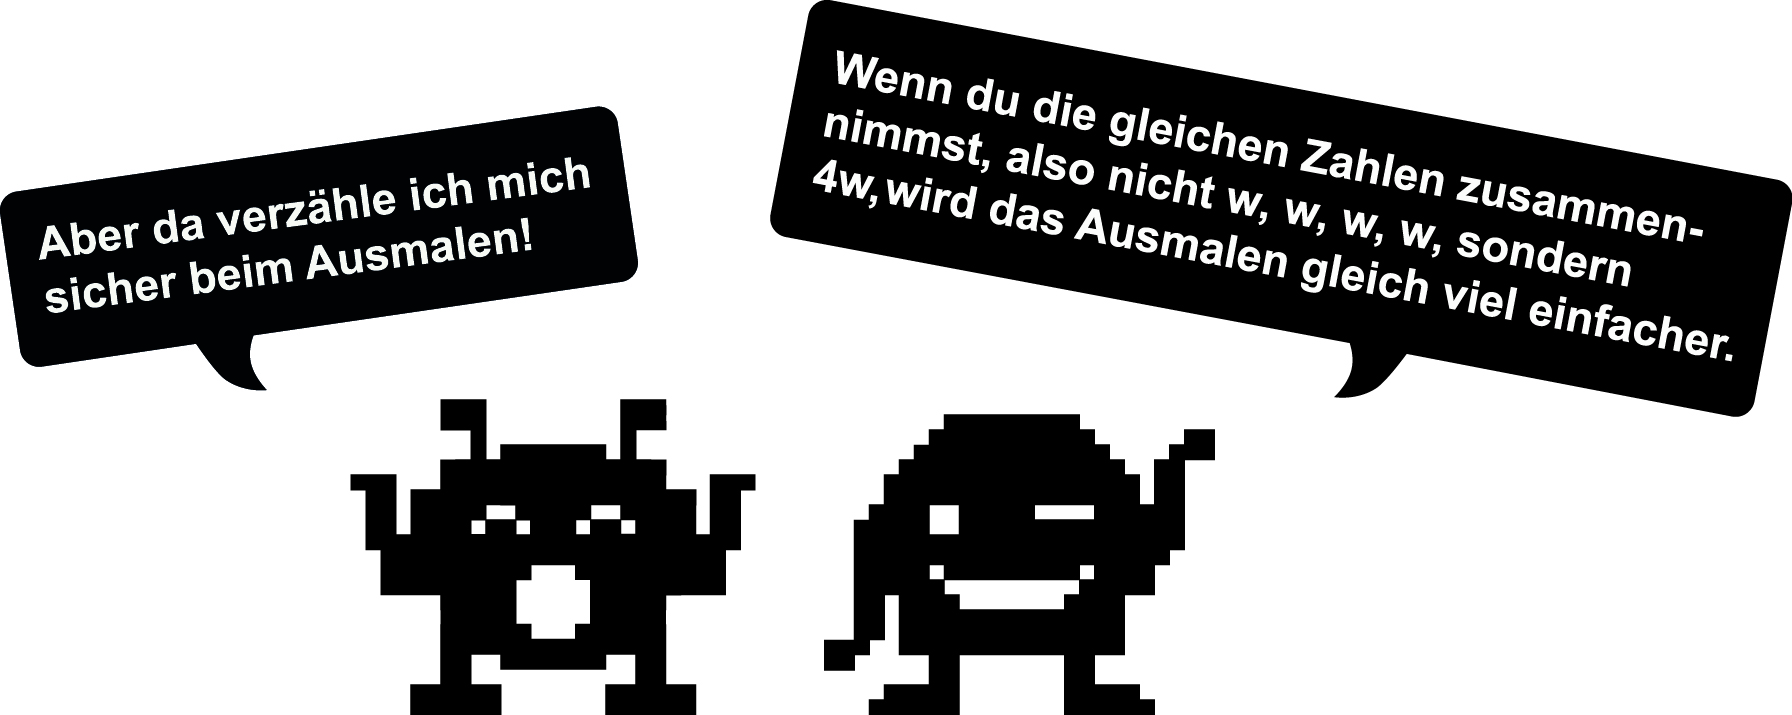 Aber da verzähle ich mich
sicher beim Ausmalen!
Wenn du die gleichen Zahlen zusammen-
nimmst, also nicht w, w, w, w, sondern
4w, wird das Ausmalen gleich viel einfacher.